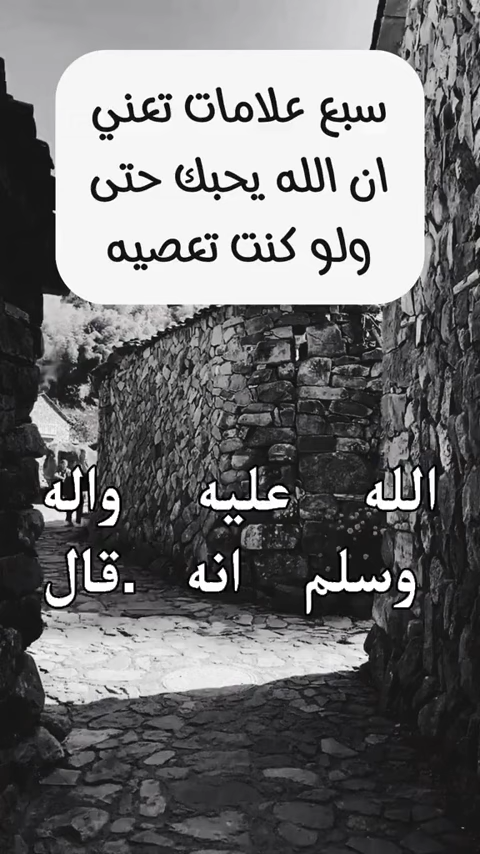 سبع علامات تعني
ان الله يحبك حتى
ولو كنت تعصيه
الله عليه واله
وسلم انه .قال